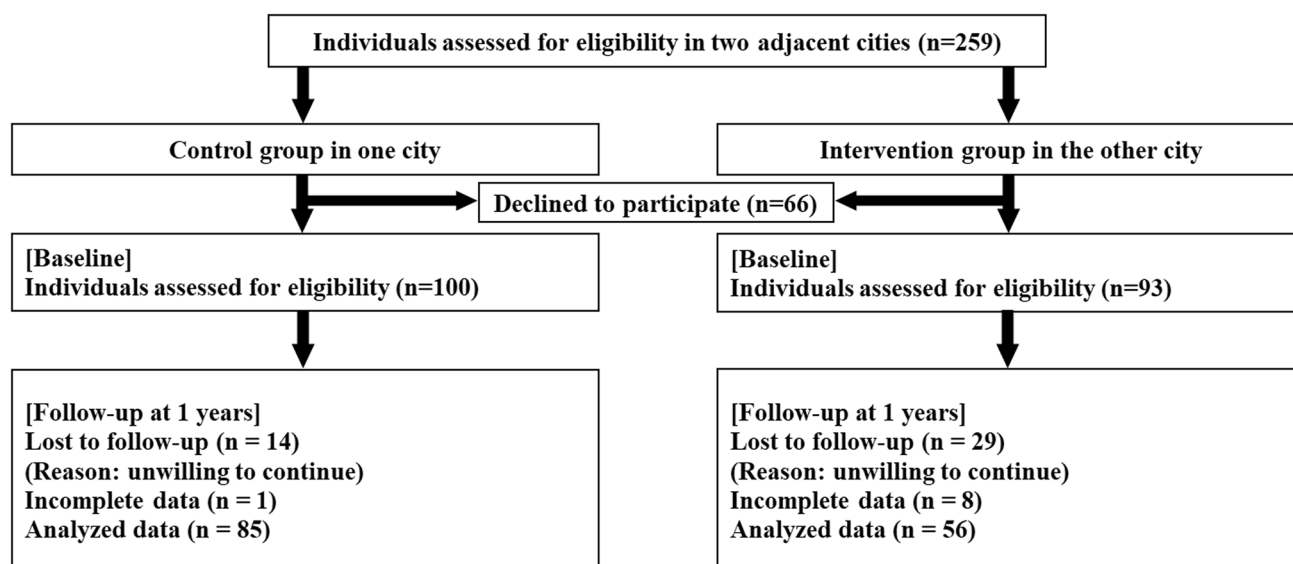 Individuals assessed for eligibility in two adjacent cities (n=259)
Control group in one city
Intervention group in the other city
Declined to participate (n=66)
[Baseline]
Individuals assessed for eligibility (n=100)
[Baseline]
Individuals assessed for eligibility (n=93)
[Follow-up at 1 years]
Lost to follow-up (n = 14)
(Reason: unwilling to continue)
Incomplete data (n = 1)
Analyzed data (n = 85)
[Follow-up at 1 years]
Lost to follow-up (n = 29)
(Reason: unwilling to continue)
Incomplete data (n = 8)
Analyzed data (n = 56)